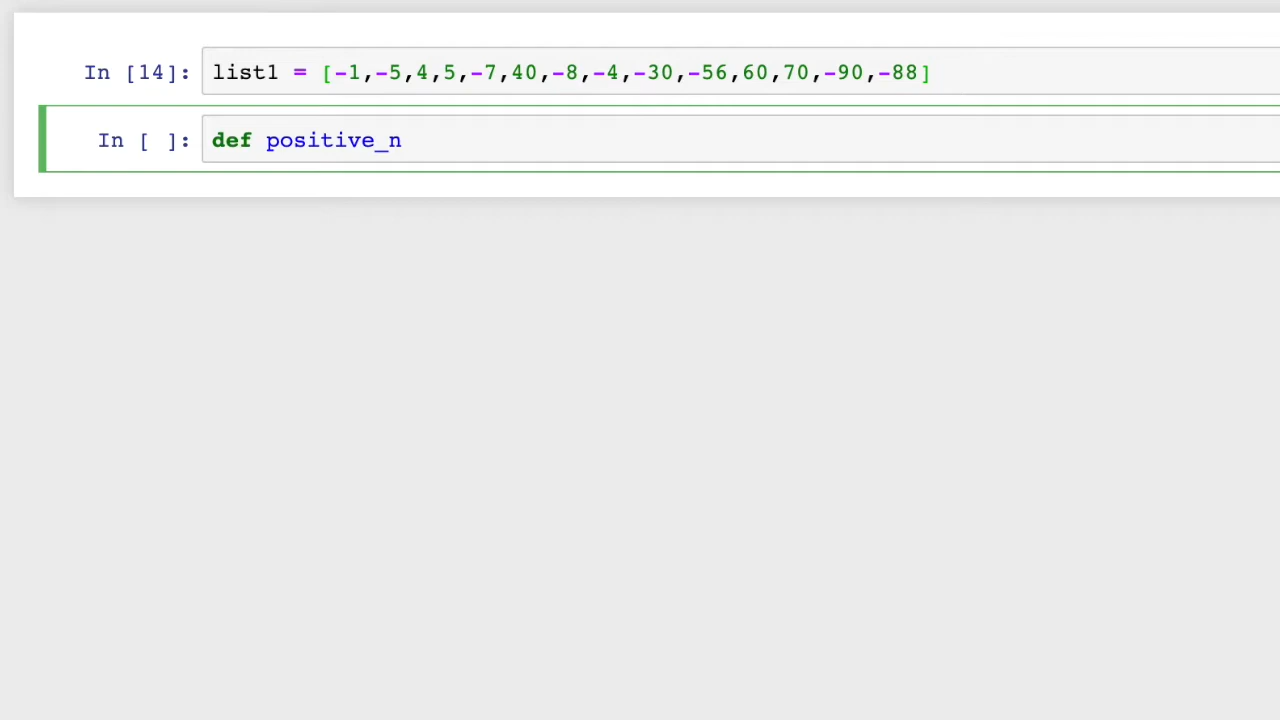 In [14]: list1 = [-1,-5,4,5,-7,40,-8,-4,-30,-56,60,70,-90,-88]
In [ ]: def positive_n